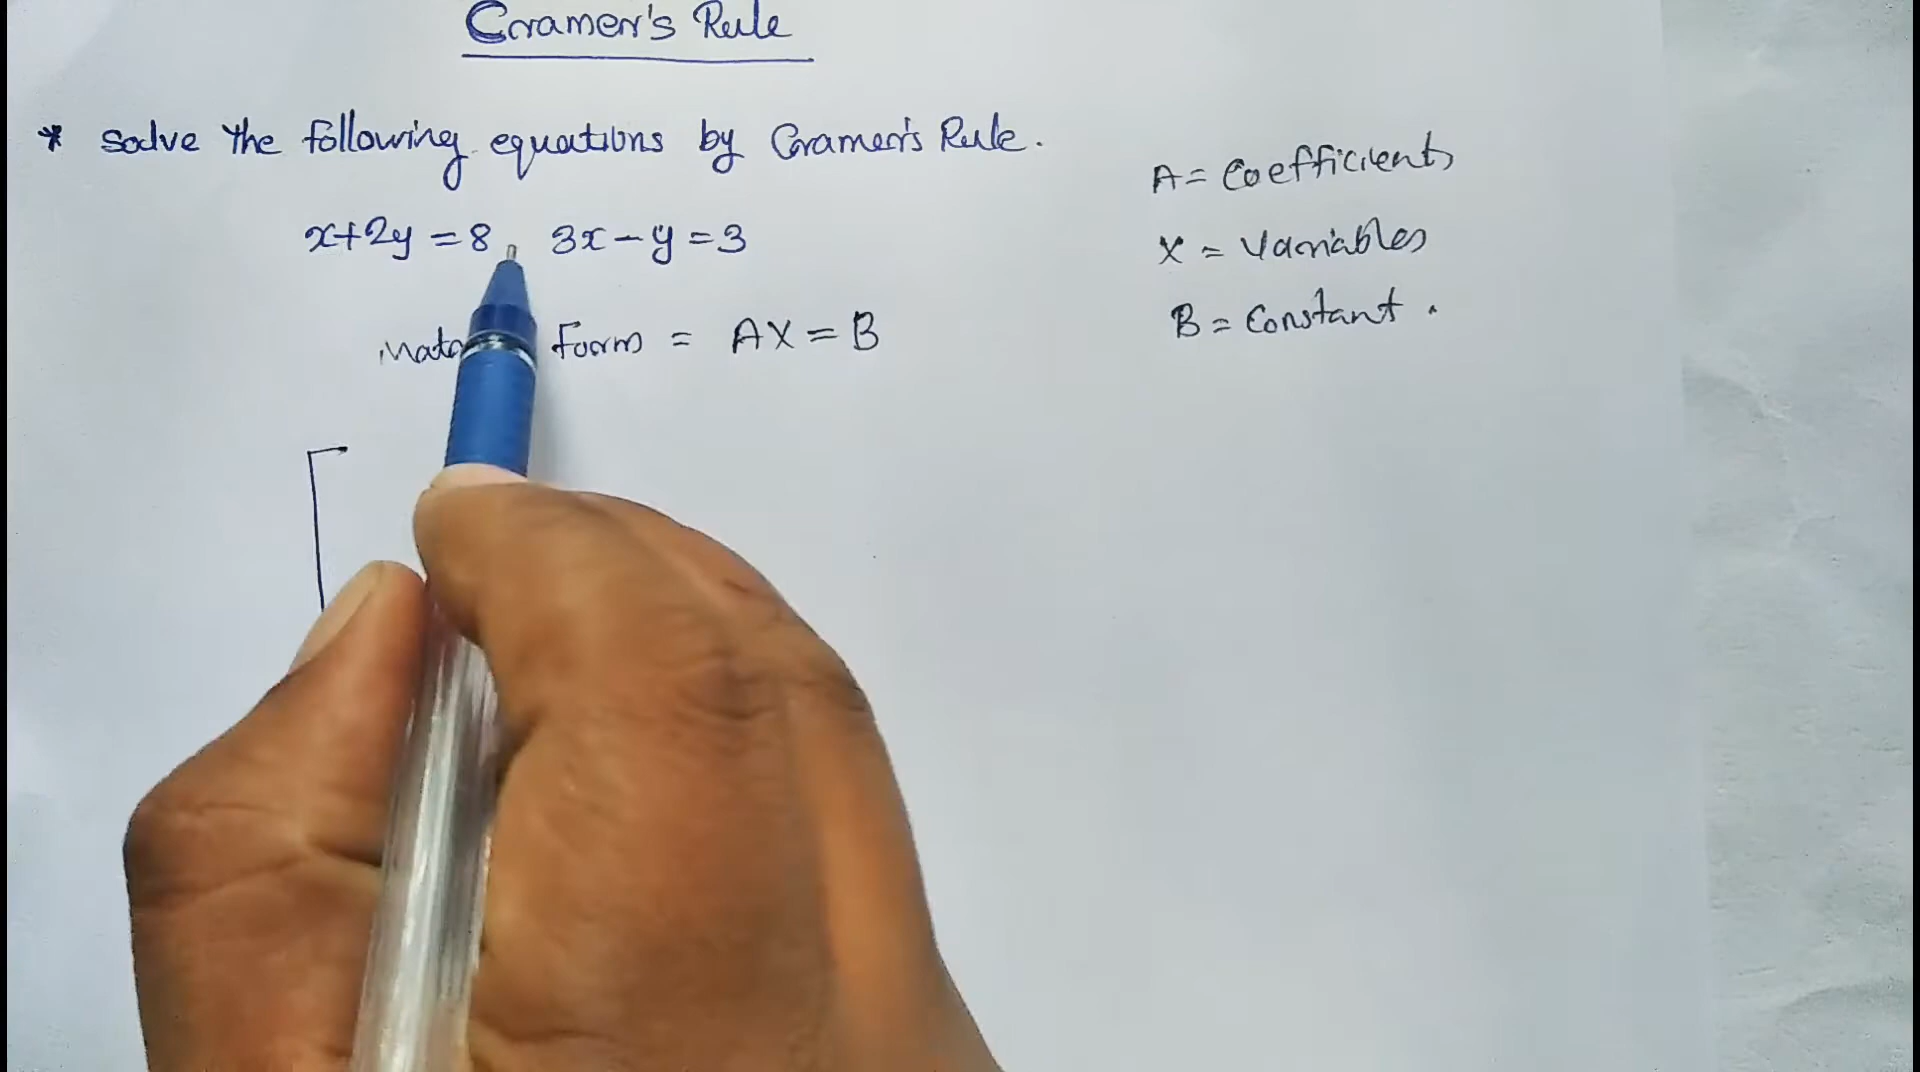 Cramer's Rule
* Solve the following equations by Cramer's Rule.
x+2y=8, 3x-y=3
Form = AX=B
A= Coefficients
X = Variables
B = Constant.